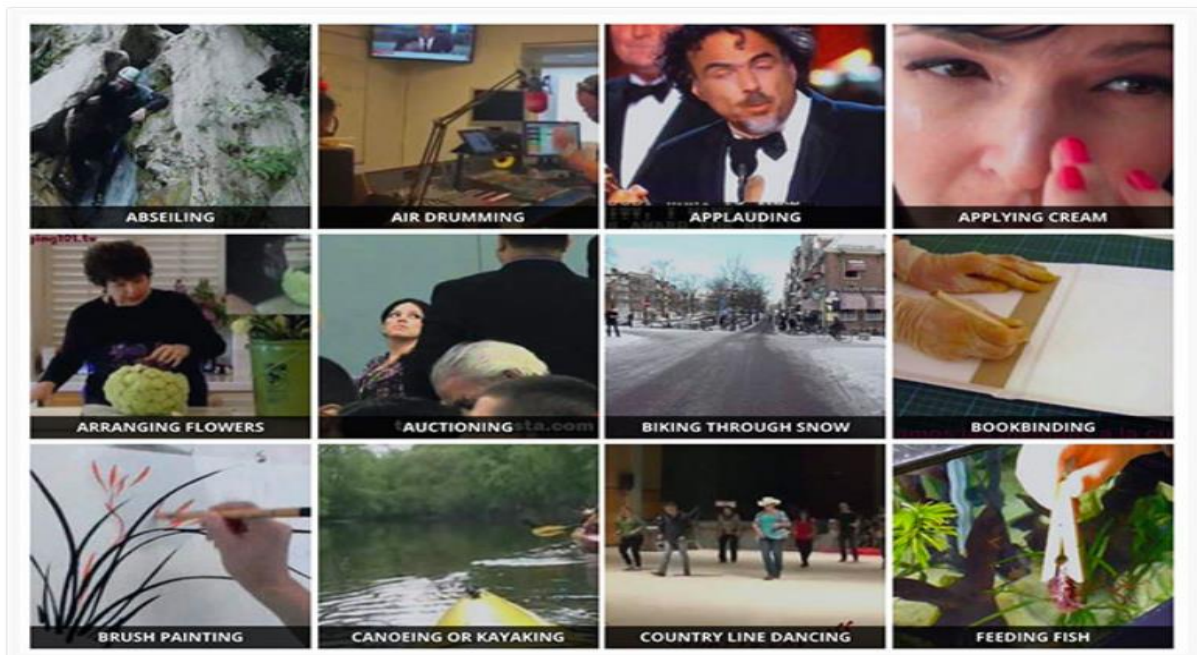 ABSEILING
AIR DRUMMING
APPLAUDING
APPLYING CREAM
ARRANGING FLOWERS
AUCTIONING
BIKING THROUGH SNOW
BOOKBINDING
BRUSH PAINTING
CANOEING OR KAYAKING
COUNTRY LINE DANCING
FEEDING FISH